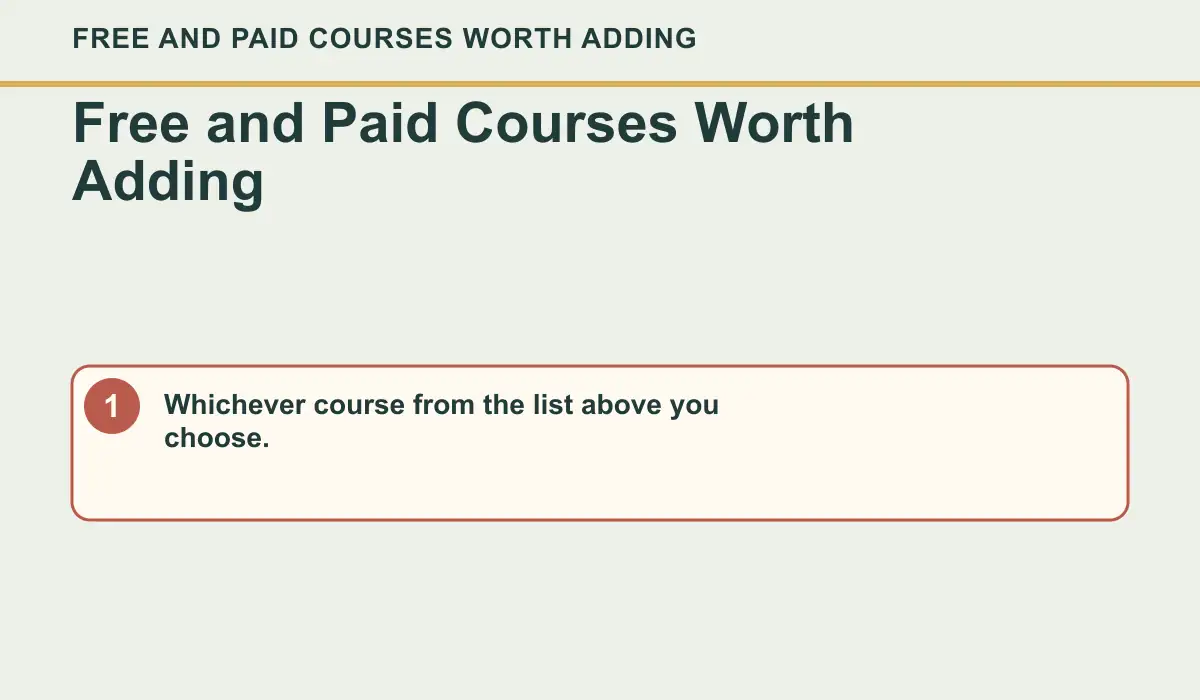 FREE AND PAID COURSES WORTH ADDING
Free and Paid Courses Worth
Adding
1
Whichever course from the list above you
choose.